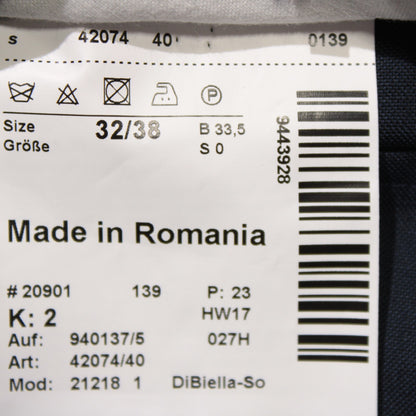 s 42074 40 0139
P
Size 32/38 B 33,5
Größe S 0
9443928
Made in Romania
# 20901 139 P: 23
K: 2 HW17
Auf: 940137/5 027H
Art: 42074/40
Mod: 21218 1 DiBiella-So